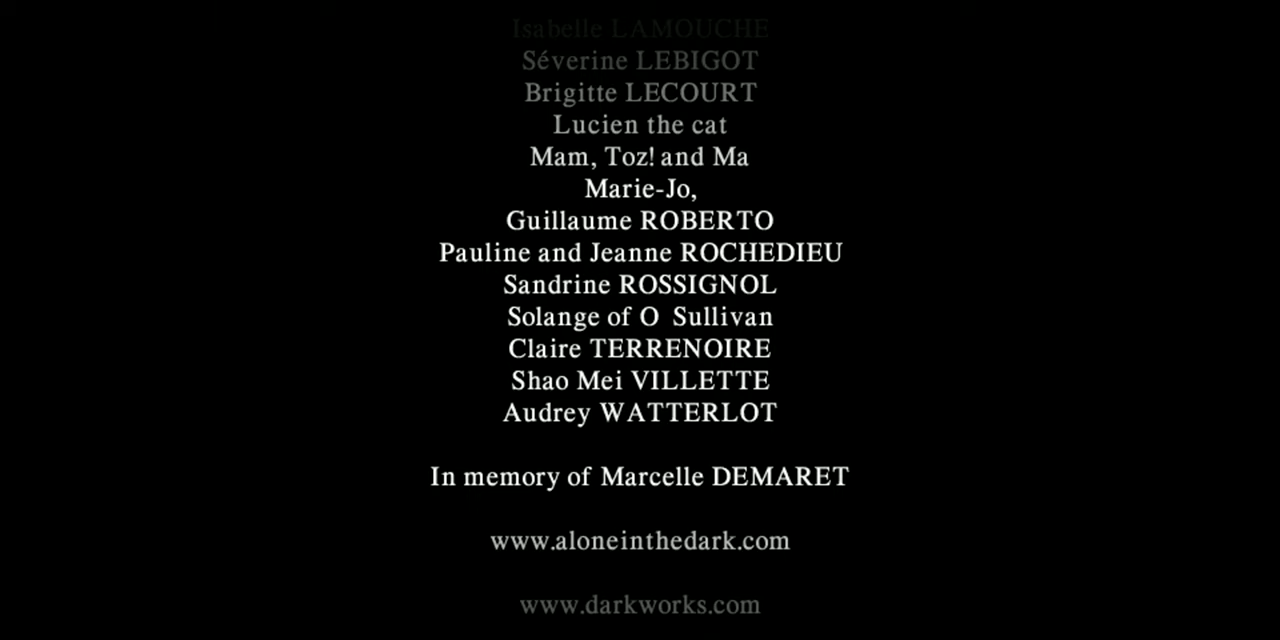 Isabelle LAMOUCHE
Séverine LEBIGOT
Brigitte LECOURT
Lucien the cat
Mam, Toz! and Ma
Marie-Jo,
Guillaume ROBERTO
Pauline and Jeanne ROCHEDIEU
Sandrine ROSSIGNOL
Solange of O Sullivan
Claire TERRENOIRE
Shao Mei VILLETTE
Audrey WATTERLOT
In memory of Marcelle DEMARET
www.aloneinthedark.com
www.darkworks.com